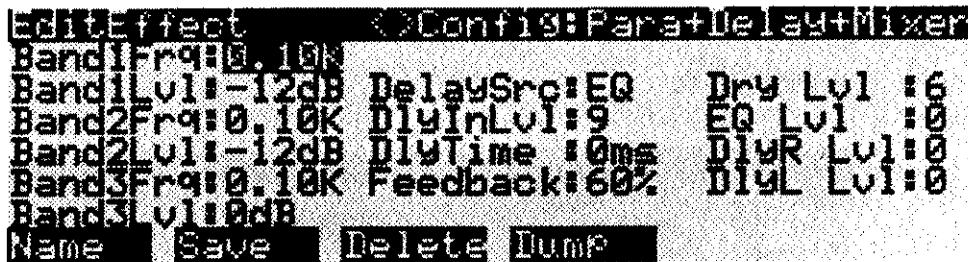 EditEffect <>Config:Para+Delay+Mixer
Band1Frq:0.10K
Band1Lvl:-12dB DelaySrc:EQ Dry Lvl :6
Band2Frq:0.10K DlyInLvl:9 EQ Lvl :0
Band2Lvl:-12dB DlyTime :0ms DlyR Lvl:0
Band3Frq:0.10K Feedback:60% DlyL Lvl:0
Band3Lvl:0dB
Name Save Delete Dump